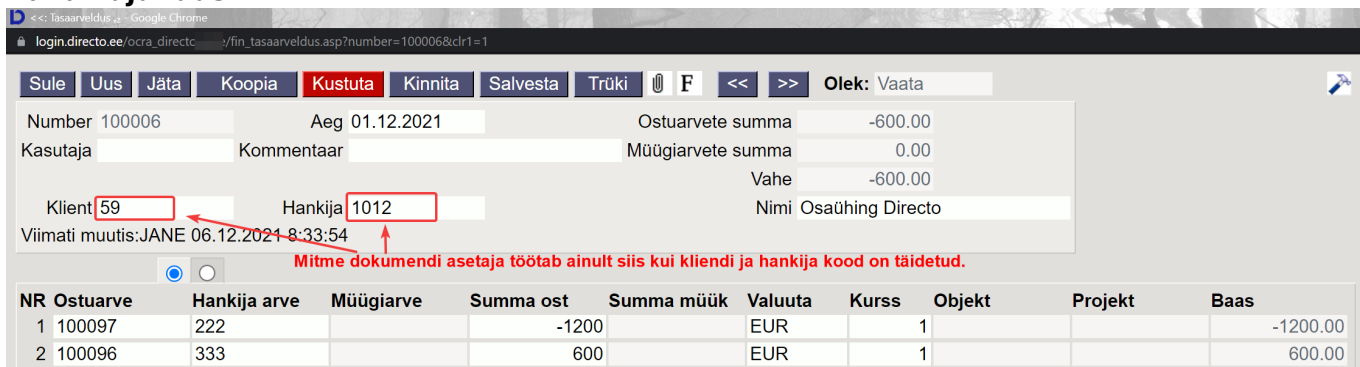 <<: Tasaarveldus - Google Chrome
login.directo.ee/ocra_directo /fin_tasaarveldus.asp?number=100006&clr1=1
Sule Uus Jäta Koopia Kustuta Kinnita Salvesta Trüki F << >> Olek: Vaata
Number 100006 Aeg 01.12.2021 Ostuarvete summa -600.00
Kasutaja Kommentaar Müügiarvete summa 0.00
Vahe -600.00
Klient 59 Hankija 1012 Nimi Osaühing Directo
Viimati muutis:JANE 06.12.2021 8:33:54
Mitme dokumendi asetaja töötab ainult siis kui kliendi ja hankija kood on täidetud.
NR Ostuarve Hankija arve Müügiarve Summa ost Summa müük Valuuta Kurss Objekt Projekt Baas
1 100097 222 -1200 EUR 1 -1200.00
2 100096 333 600 EUR 1 600.00